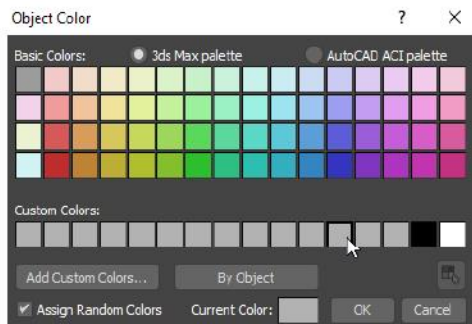 Object Color ? ×
Basic Colors: 3ds Max palette AutoCAD ACI palette
Custom Colors:
Add Custom Colors... By Object
Assign Random Colors Current Color: OK Cancel